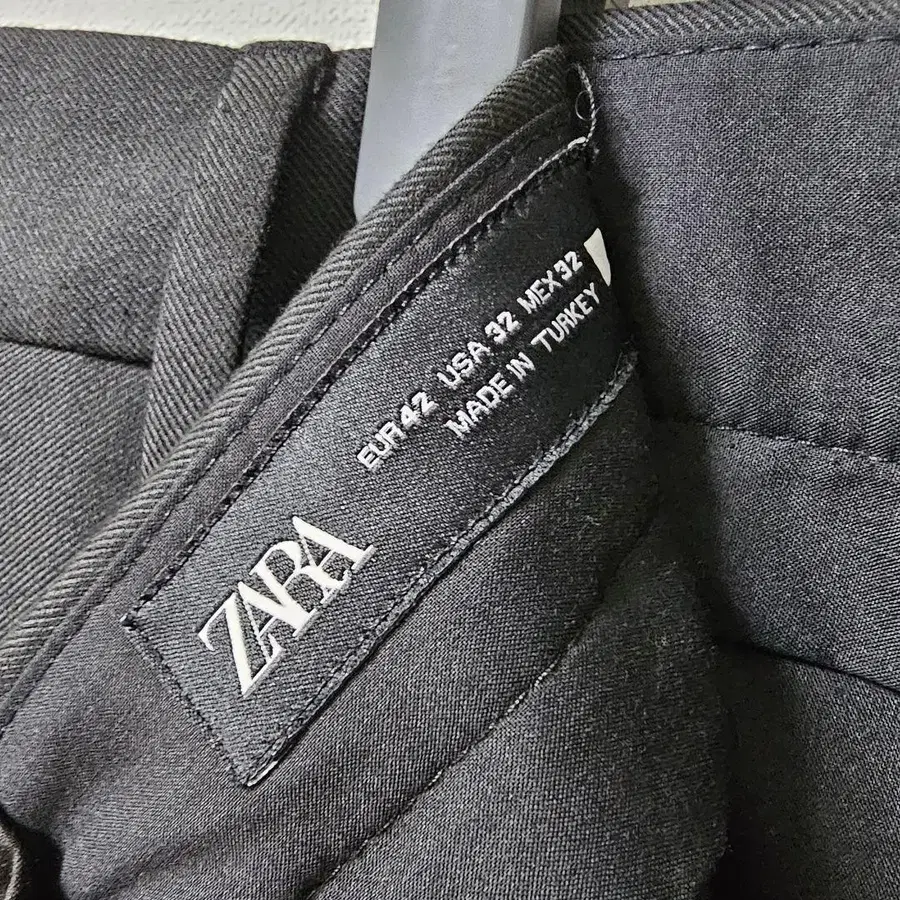 ZARA
EUR 42 USA 32 MEX 32
MADE IN TURKEY